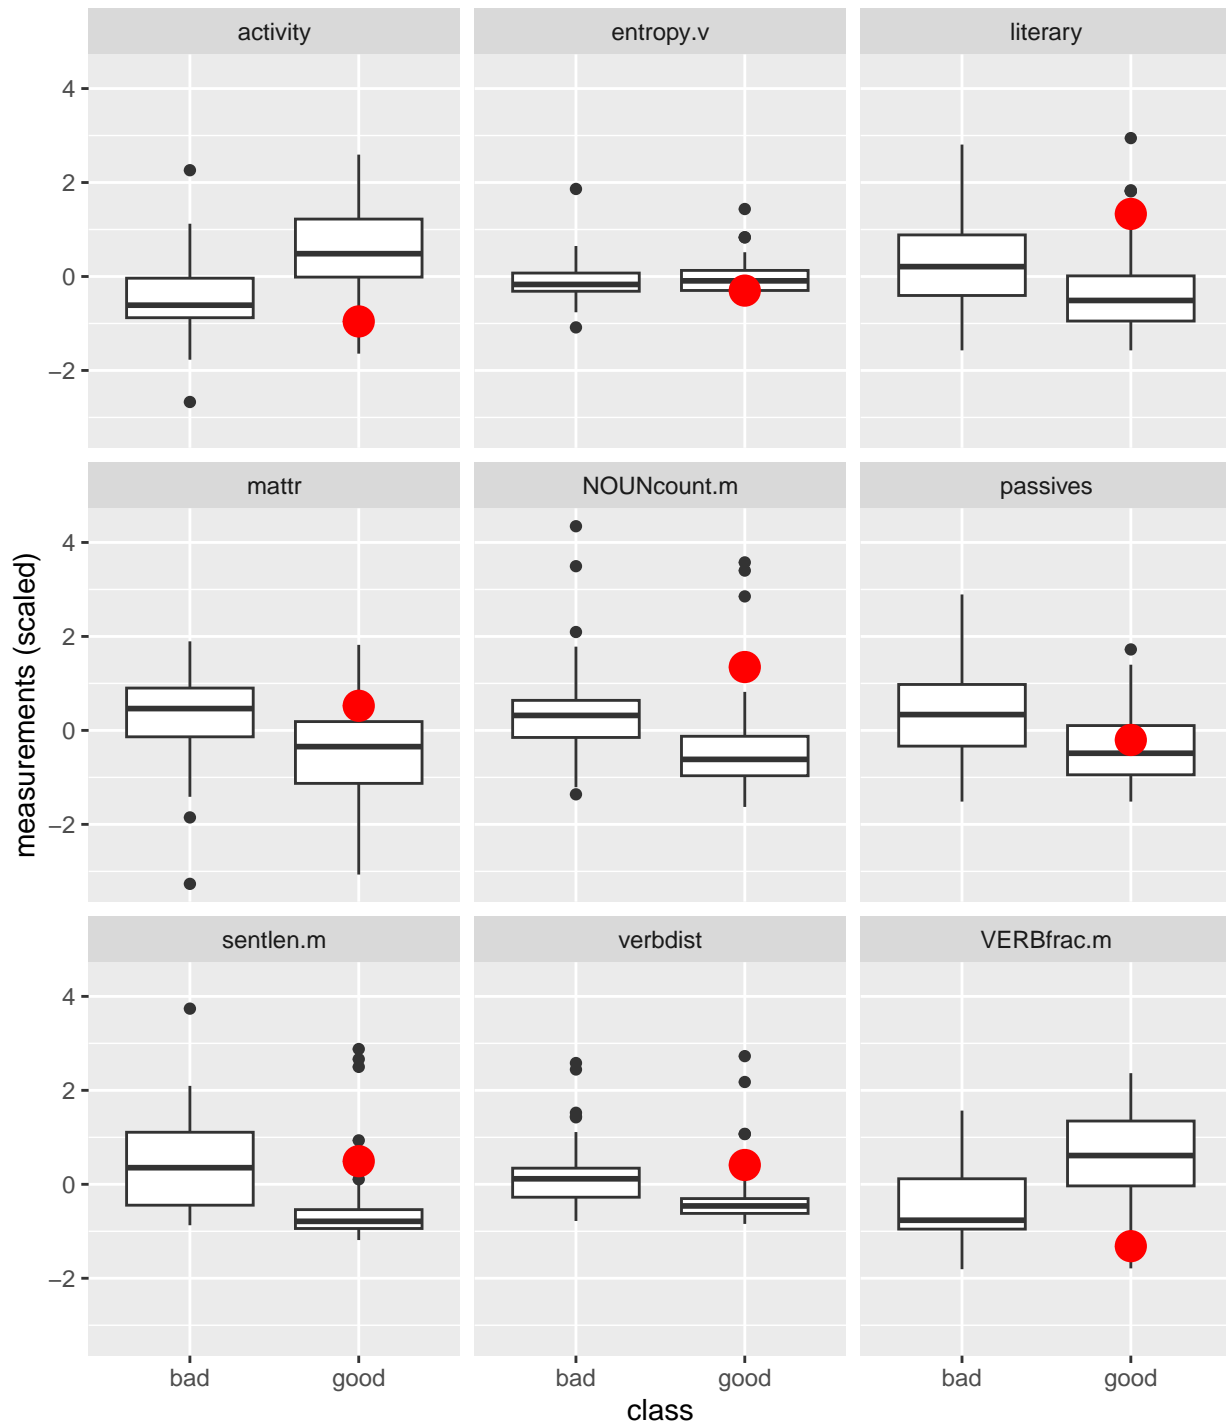 activity entropy.v literary
4
2
0
−2
mattr NOUNcount.m passives
4
2
0
−2
measurements (scaled)
sentlen.m verbdist VERBfrac.m
4
2
0
−2
bad good bad good bad good
class